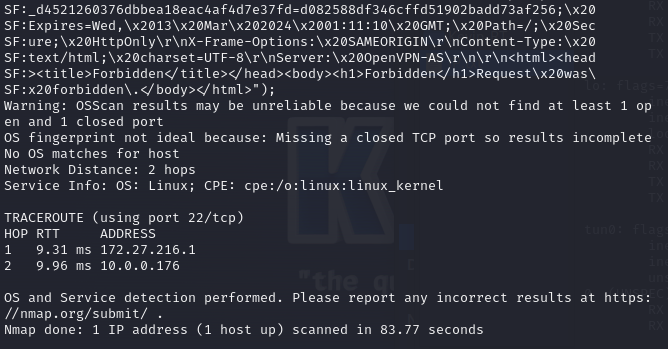 SF:_d4521260376dbbea18eac4af4d7e37fd=d082588df346cffd51902badd73af256;\x20
SF:Expires=Wed,\x2013\x20Mar\x202024\x2001:11:10\x20GMT;\x20Path=/;\x20Sec
SF:ure;\x20HttpOnly\r\nX-Frame-Options:\x20SAMEORIGIN\r\nContent-Type:\x20
SF:text/html;\x20charset=UTF-8\r\nServer:\x20OpenVPN-AS\r\n\r\n<html><head
SF:><title>Forbidden</title></head><body><h1>Forbidden</h1>Request\x20was\
SF:x20forbidden\.</body></html>");
Warning: OSScan results may be unreliable because we could not find at least 1 op
en and 1 closed port
OS fingerprint not ideal because: Missing a closed TCP port so results incomplete
No OS matches for host
Network Distance: 2 hops
Service Info: OS: Linux; CPE: cpe:/o:linux:linux_kernel
TRACEROUTE (using port 22/tcp)
HOP RTT     ADDRESS
1   9.31 ms 172.27.216.1
2   9.96 ms 10.0.0.176
OS and Service detection performed. Please report any incorrect results at https:
//nmap.org/submit/ .
Nmap done: 1 IP address (1 host up) scanned in 83.77 seconds